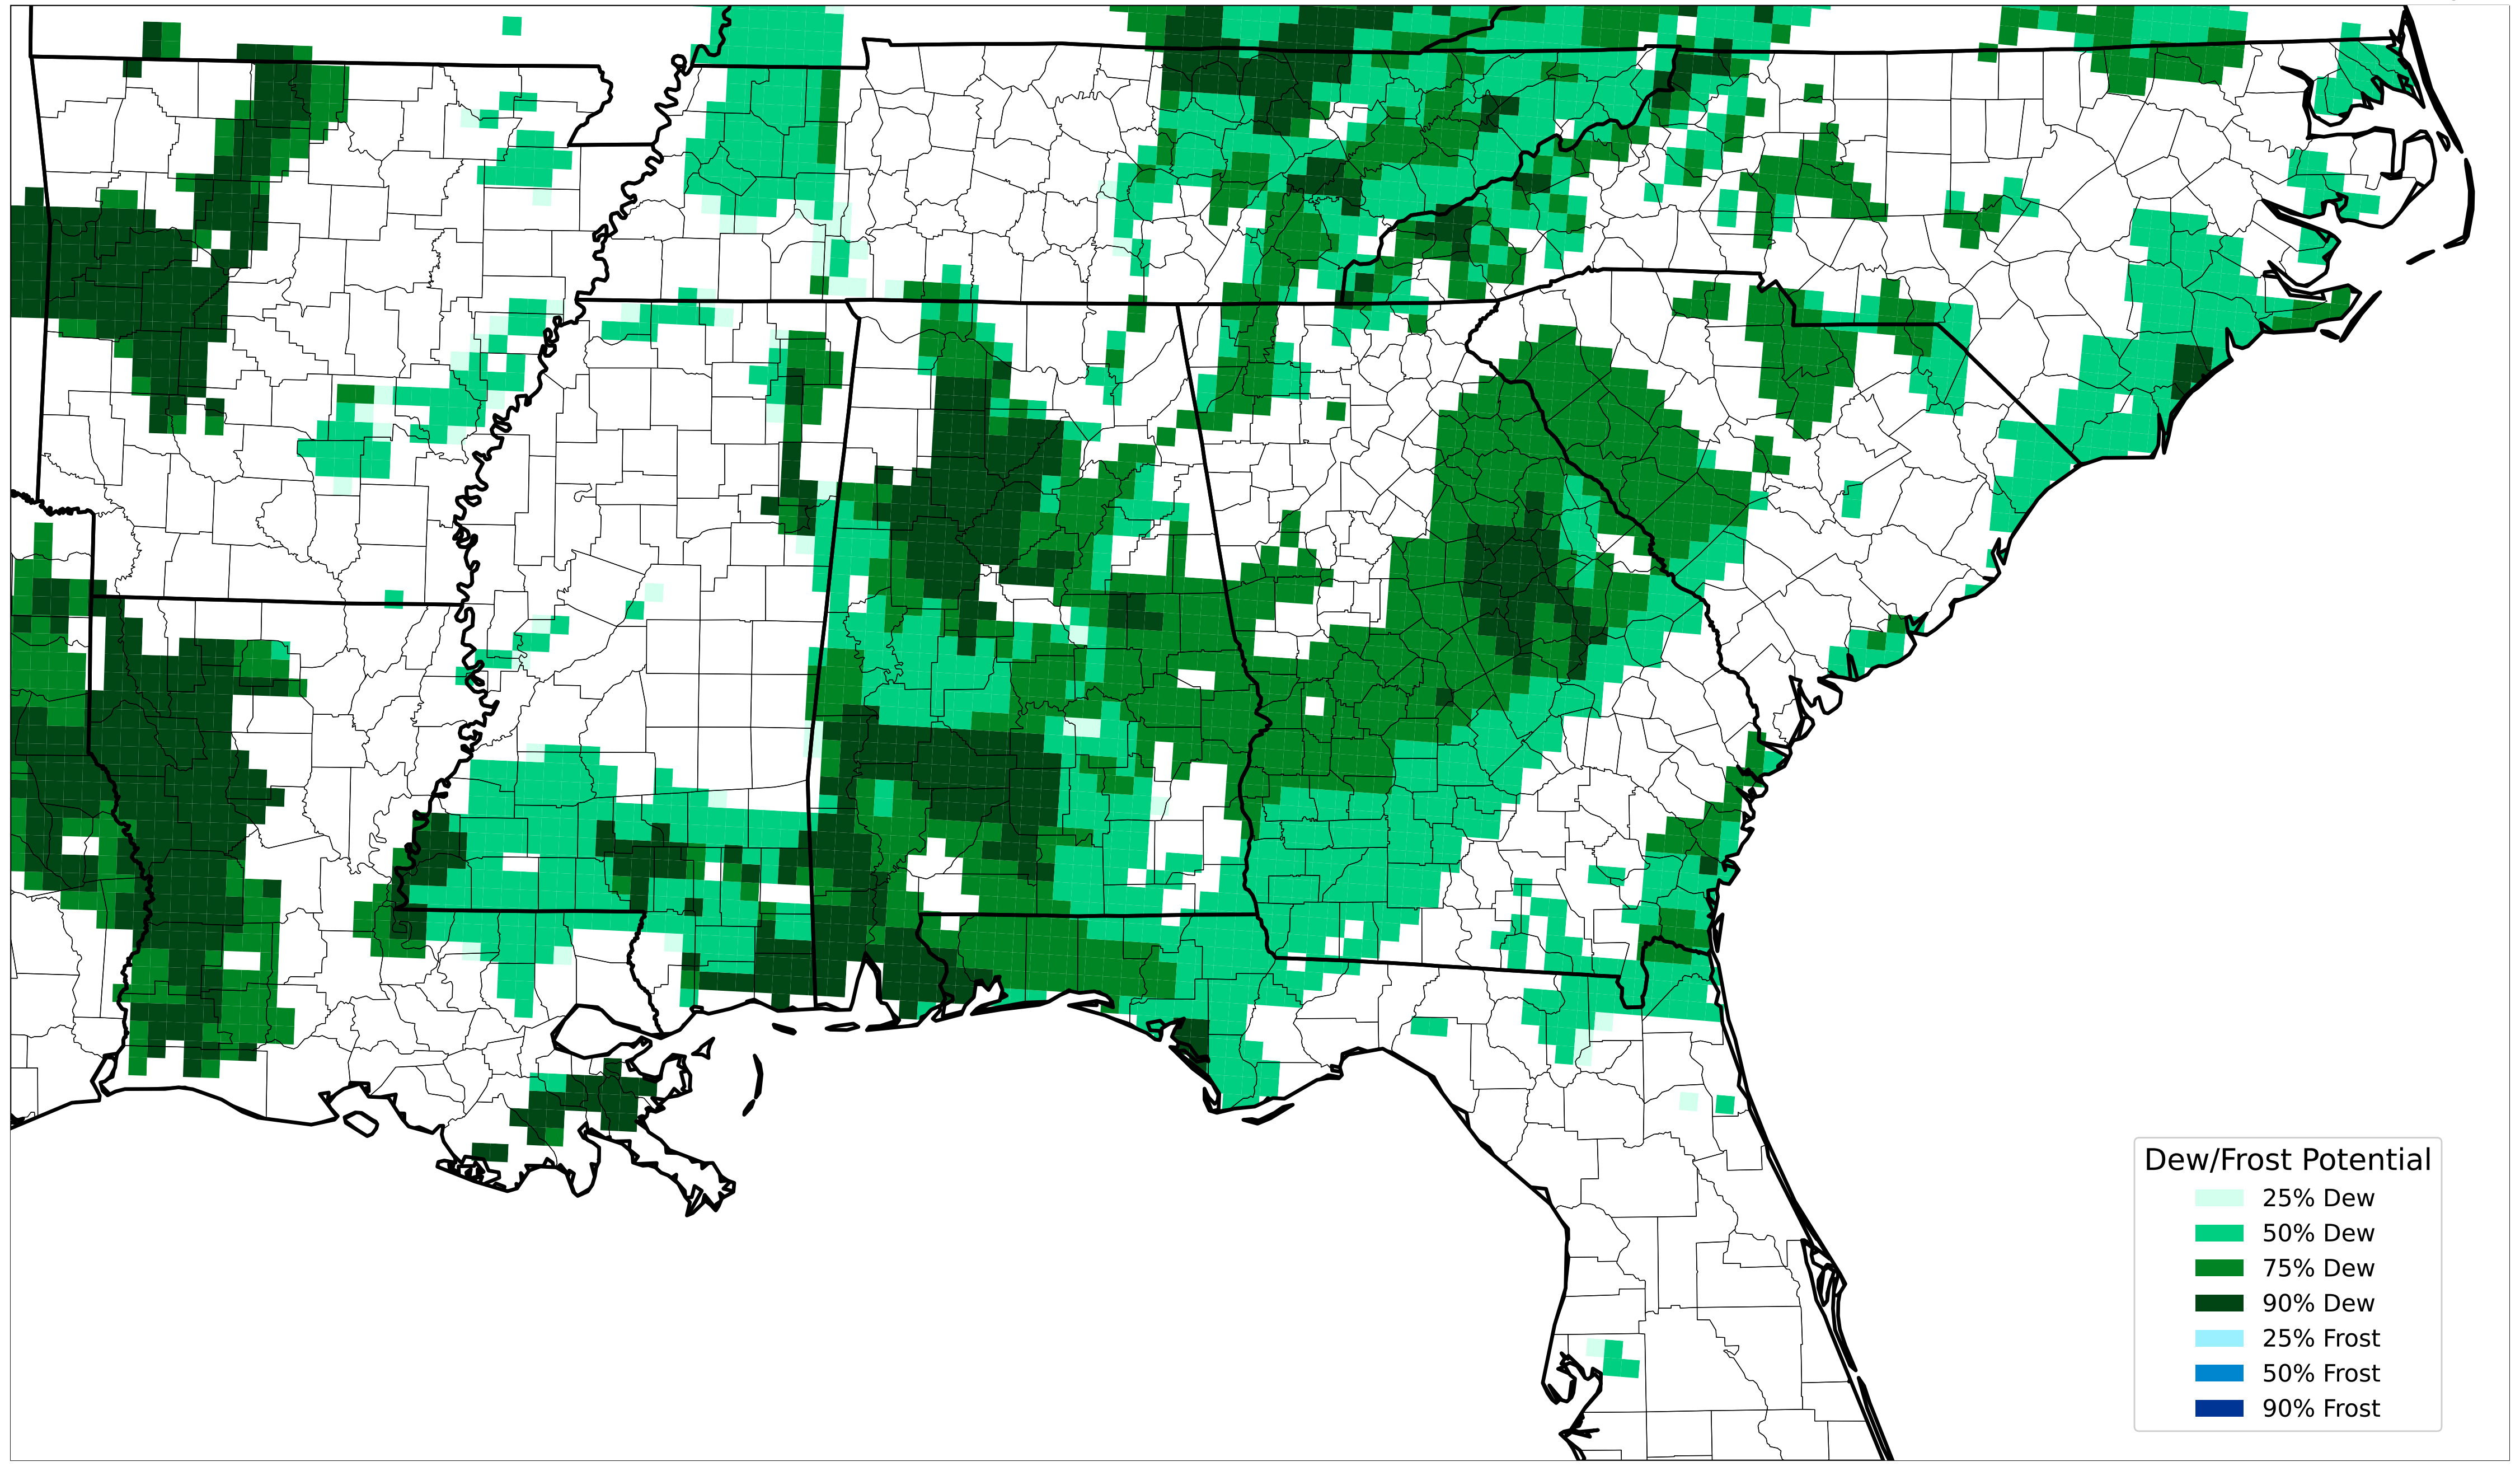 Dew/Frost Potential
25% Dew
50% Dew
75% Dew
90% Dew
25% Frost
50% Frost
90% Frost